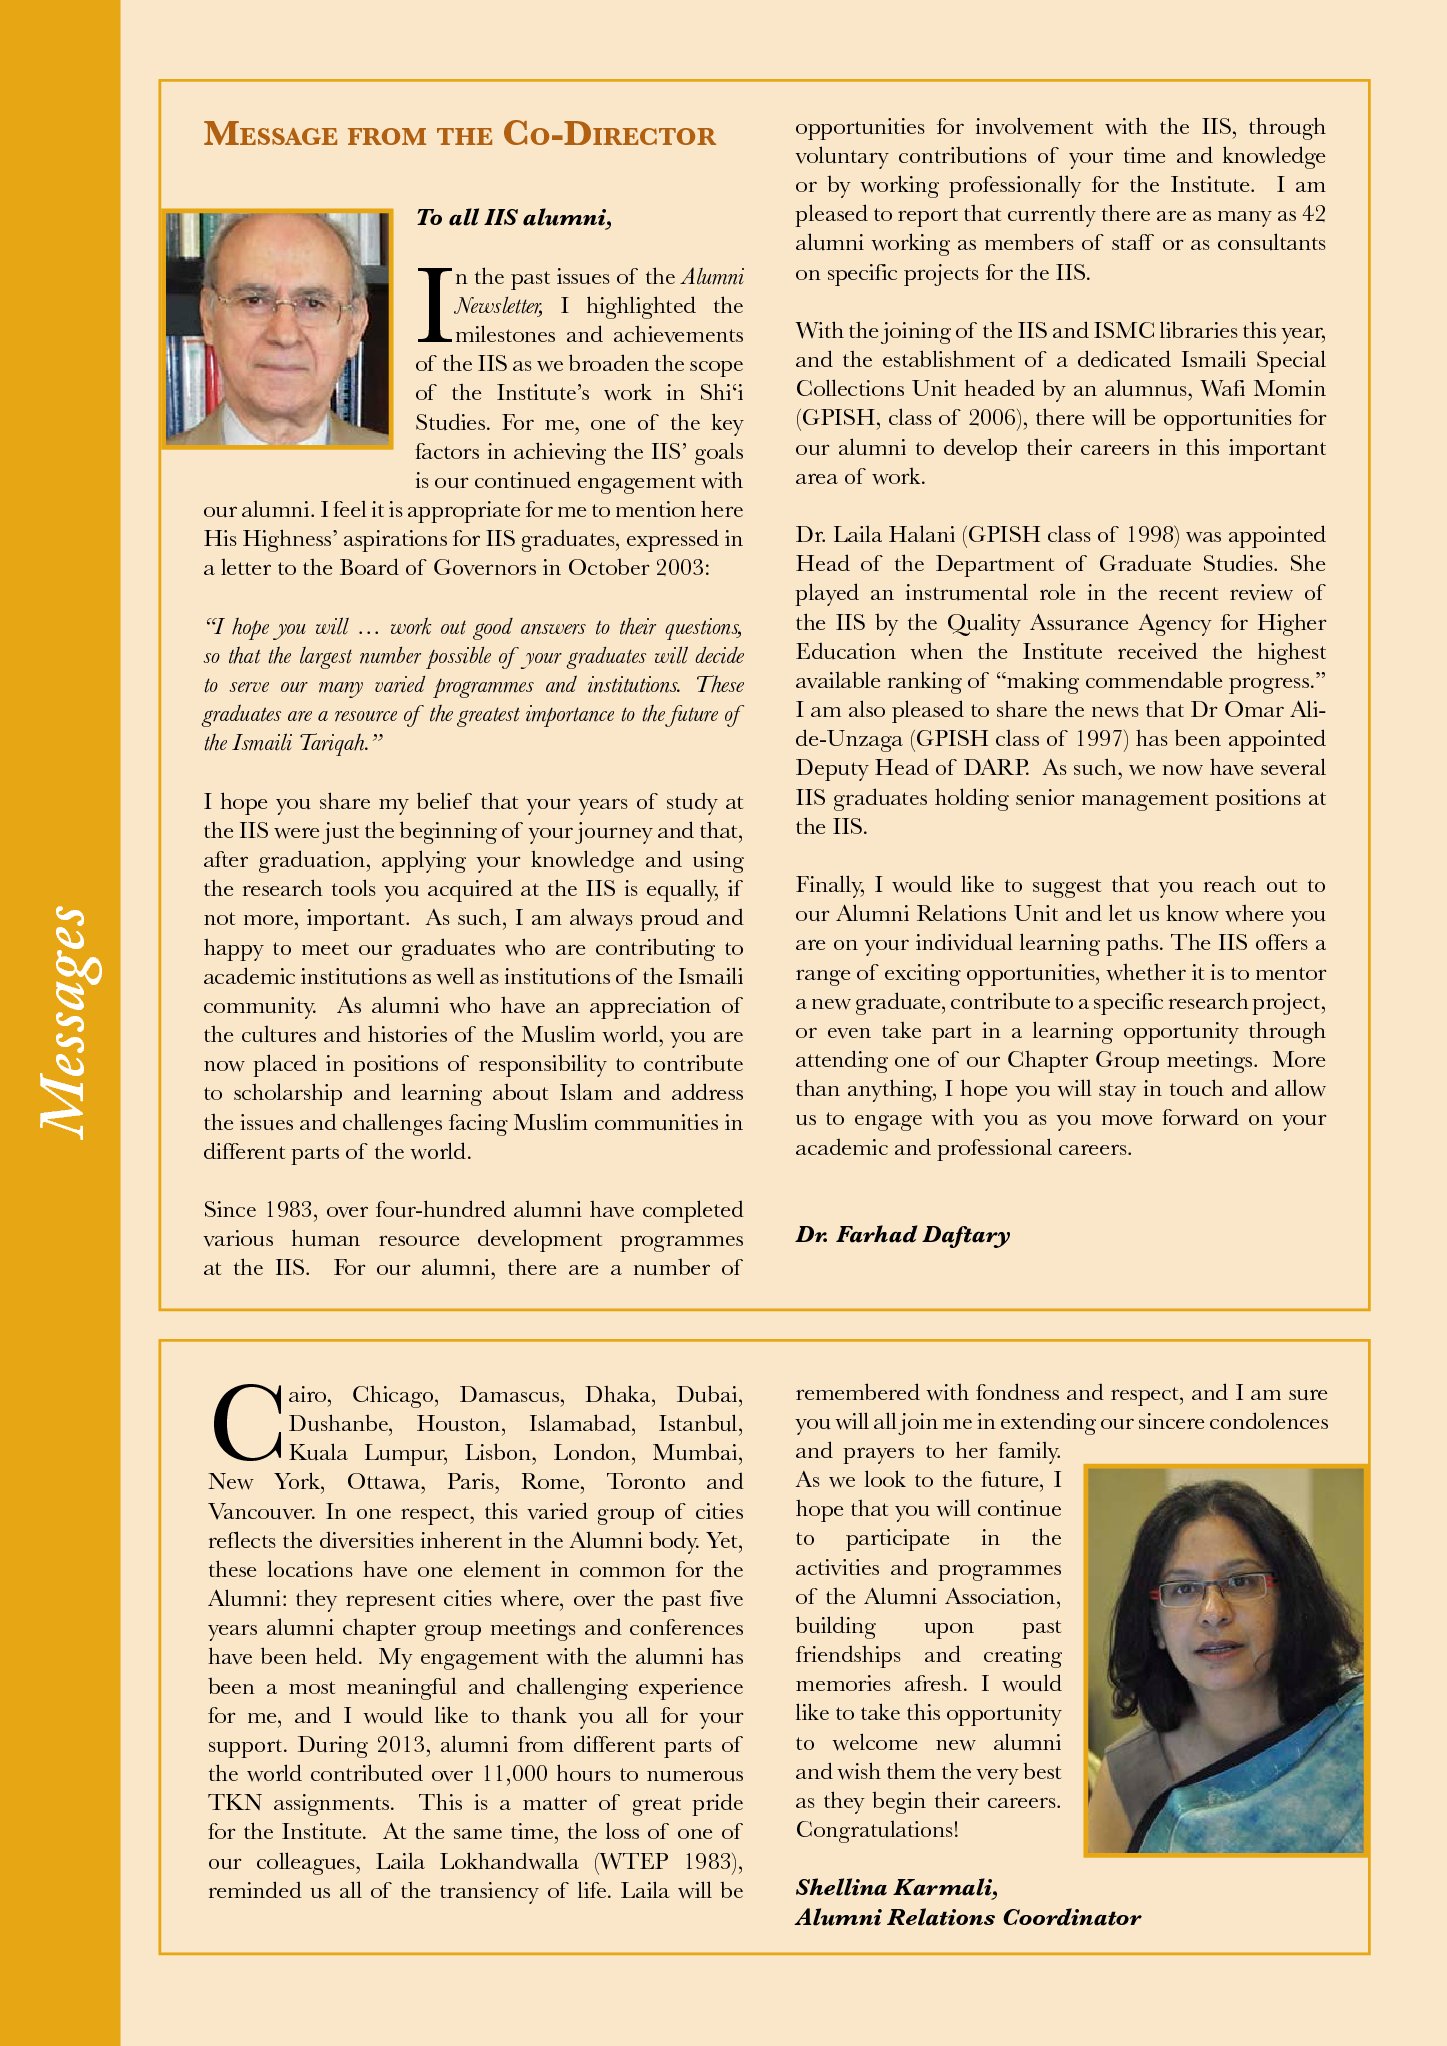 Messages
MESSAGE FROM THE CO-DIRECTOR
To all IIS alumni,
In the past issues of the Alumni
Newsletter, I highlighted the
milestones and achievements
of the IIS as we broaden the scope
of the Institute’s work in Shi‘i
Studies. For me, one of the key
factors in achieving the IIS’ goals
is our continued engagement with
our alumni. I feel it is appropriate for me to mention here
His Highness’ aspirations for IIS graduates, expressed in
a letter to the Board of Governors in October 2003:
“I hope you will … work out good answers to their questions,
so that the largest number possible of your graduates will decide
to serve our many varied programmes and institutions. These
graduates are a resource of the greatest importance to the future of
the Ismaili Tariqah.”
I hope you share my belief that your years of study at
the IIS were just the beginning of your journey and that,
after graduation, applying your knowledge and using
the research tools you acquired at the IIS is equally, if
not more, important. As such, I am always proud and
happy to meet our graduates who are contributing to
academic institutions as well as institutions of the Ismaili
community. As alumni who have an appreciation of
the cultures and histories of the Muslim world, you are
now placed in positions of responsibility to contribute
to scholarship and learning about Islam and address
the issues and challenges facing Muslim communities in
different parts of the world.
Since 1983, over four-hundred alumni have completed
various human resource development programmes
at the IIS. For our alumni, there are a number of
opportunities for involvement with the IIS, through
voluntary contributions of your time and knowledge
or by working professionally for the Institute. I am
pleased to report that currently there are as many as 42
alumni working as members of staff or as consultants
on specific projects for the IIS.
With the joining of the IIS and ISMC libraries this year,
and the establishment of a dedicated Ismaili Special
Collections Unit headed by an alumnus, Wafi Momin
(GPISH, class of 2006), there will be opportunities for
our alumni to develop their careers in this important
area of work.
Dr. Laila Halani (GPISH class of 1998) was appointed
Head of the Department of Graduate Studies. She
played an instrumental role in the recent review of
the IIS by the Quality Assurance Agency for Higher
Education when the Institute received the highest
available ranking of “making commendable progress.”
I am also pleased to share the news that Dr Omar Ali-
de-Unzaga (GPISH class of 1997) has been appointed
Deputy Head of DARP. As such, we now have several
IIS graduates holding senior management positions at
the IIS.
Finally, I would like to suggest that you reach out to
our Alumni Relations Unit and let us know where you
are on your individual learning paths. The IIS offers a
range of exciting opportunities, whether it is to mentor
a new graduate, contribute to a specific research project,
or even take part in a learning opportunity through
attending one of our Chapter Group meetings. More
than anything, I hope you will stay in touch and allow
us to engage with you as you move forward on your
academic and professional careers.
Dr. Farhad Daftary
Cairo, Chicago, Damascus, Dhaka, Dubai,
Dushanbe, Houston, Islamabad, Istanbul,
Kuala Lumpur, Lisbon, London, Mumbai,
New York, Ottawa, Paris, Rome, Toronto and
Vancouver. In one respect, this varied group of cities
reflects the diversities inherent in the Alumni body. Yet,
these locations have one element in common for the
Alumni: they represent cities where, over the past five
years alumni chapter group meetings and conferences
have been held. My engagement with the alumni has
been a most meaningful and challenging experience
for me, and I would like to thank you all for your
support. During 2013, alumni from different parts of
the world contributed over 11,000 hours to numerous
TKN assignments. This is a matter of great pride
for the Institute. At the same time, the loss of one of
our colleagues, Laila Lokhandwalla (WTEP 1983),
reminded us all of the transiency of life. Laila will be
remembered with fondness and respect, and I am sure
you will all join me in extending our sincere condolences
and prayers to her family.
As we look to the future, I
hope that you will continue
to participate in the
activities and programmes
of the Alumni Association,
building upon past
friendships and creating
memories afresh. I would
like to take this opportunity
to welcome new alumni
and wish them the very best
as they begin their careers.
Congratulations!
Shellina Karmali,
Alumni Relations Coordinator